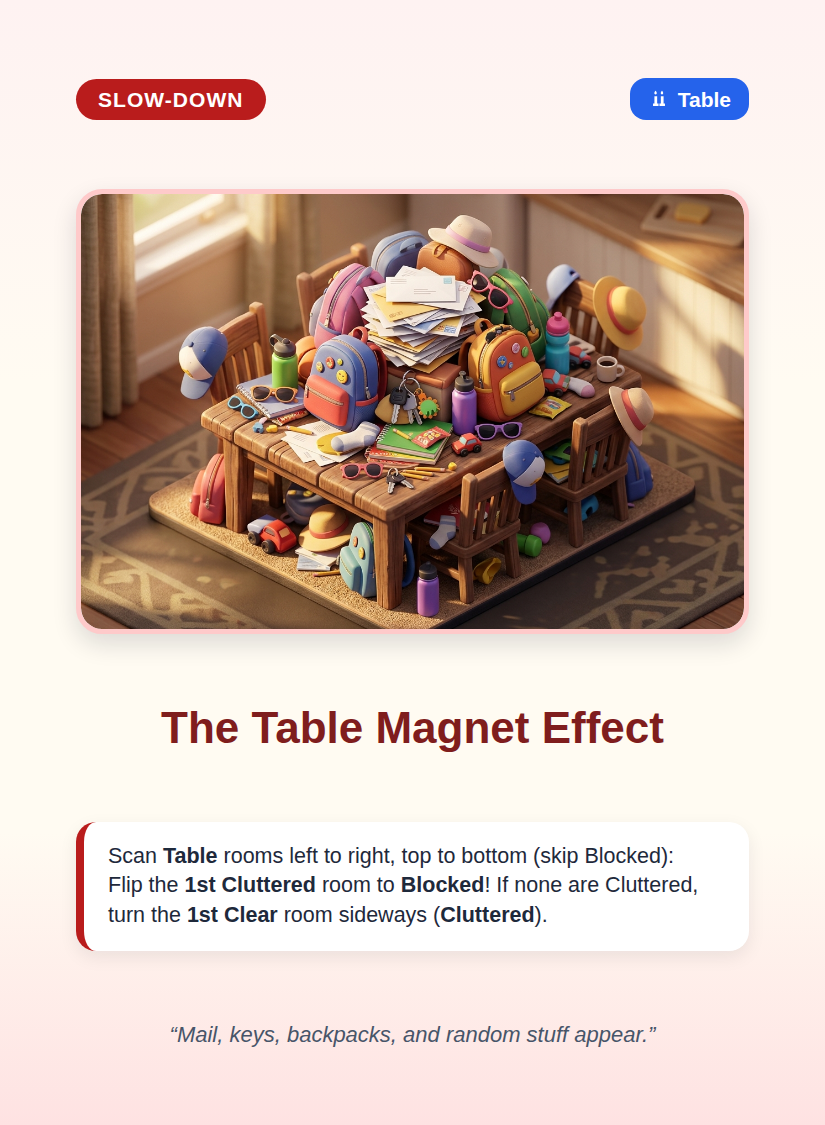 SLOW-DOWN
Table
The Table Magnet Effect
Scan Table rooms left to right, top to bottom (skip Blocked):
Flip the 1st Cluttered room to Blocked! If none are Cluttered,
turn the 1st Clear room sideways (Cluttered).
“Mail, keys, backpacks, and random stuff appear.”